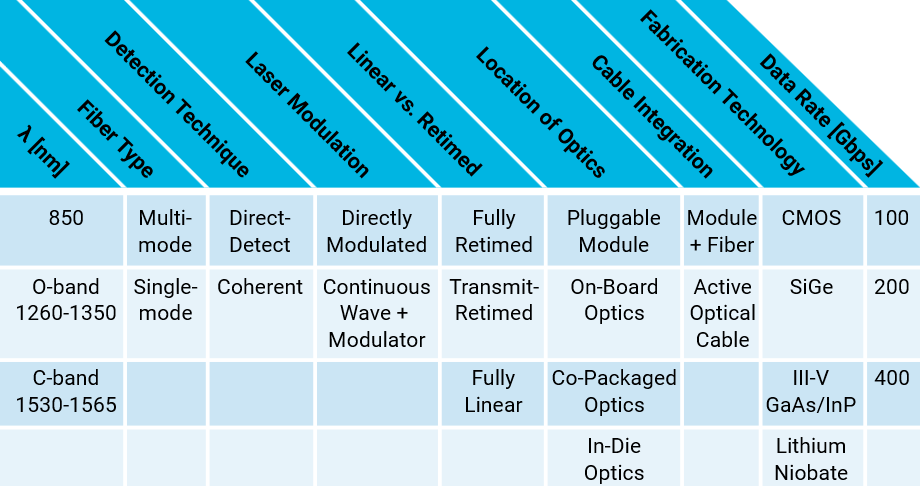 λ [nm]
Fiber Type
Detection Technique
Laser Modulation
Linear vs. Retimed
Location of Optics
Cable Integration
Fabrication Technology
Data Rate [Gbps]
850
Multi-
mode
Direct-
Detect
Directly
Modulated
Fully
Retimed
Pluggable
Module
Module
+ Fiber
CMOS
100
O-band
1260-1350
Single-
mode
Coherent
Continuous
Wave +
Modulator
Transmit-
Retimed
On-Board
Optics
Active
Optical
Cable
SiGe
200
C-band
1530-1565
Fully
Linear
Co-Packaged
Optics
III-V
GaAs/InP
400
In-Die
Optics
Lithium
Niobate